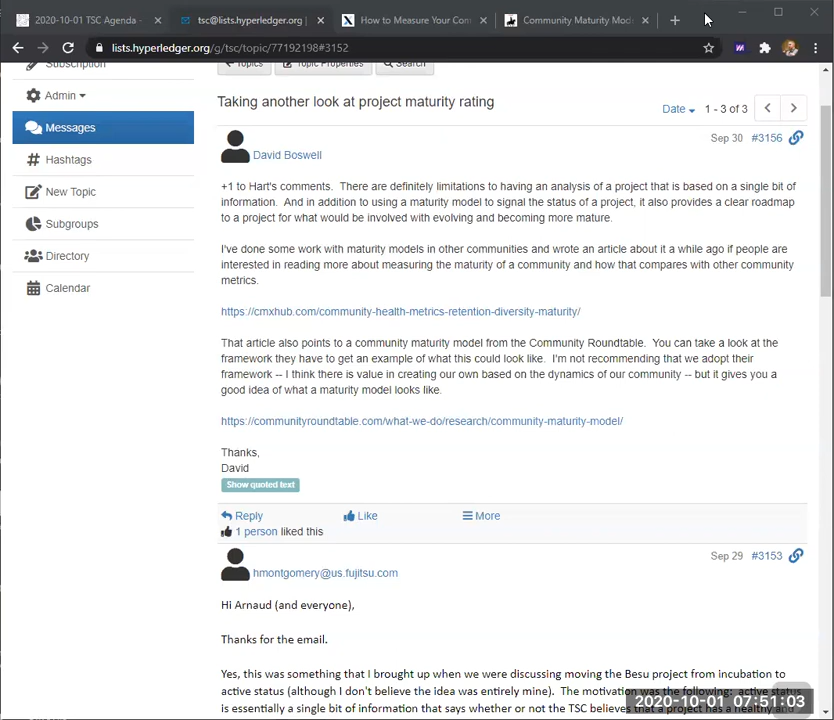 2020-10-01 TSC Agenda -
tsc@lists.hyperledger.org |
How to Measure Your Com
Community Maturity Mod
lists.hyperledger.org/g/tsc/topic/77192198#3152
Subscription
Topics
Topic Properties
Search
Admin
Taking another look at project maturity rating
Date
1 - 3 of 3
Messages
Hashtags
New Topic
Subgroups
Directory
Calendar
David Boswell
Sep 30 #3156
+1 to Hart's comments. There are definitely limitations to having an analysis of a project that is based on a single bit of
information. And in addition to using a maturity model to signal the status of a project, it also provides a clear roadmap
to a project for what would be involved with evolving and becoming more mature.
I've done some work with maturity models in other communities and wrote an article about it a while ago if people are
interested in reading more about measuring the maturity of a community and how that compares with other community
metrics.
https://cmxhub.com/community-health-metrics-retention-diversity-maturity/
That article also points to a community maturity model from the Community Roundtable. You can take a look at the
framework they have to get an example of what this could look like. I'm not recommending that we adopt their
framework -- I think there is value in creating our own based on the dynamics of our community -- but it gives you a
good idea of what a maturity model looks like.
https://communityroundtable.com/what-we-do/research/community-maturity-model/
Thanks,
David
Show quoted text
Reply
Like
More
1 person liked this
hmontgomery@us.fujitsu.com
Sep 29 #3153
Hi Arnaud (and everyone),
Thanks for the email.
Yes, this was something that I brought up when we were discussing moving the Besu project from incubation to
active status (although I don't believe the idea was entirely mine). The motivation was the following: active status
is essentially a single bit of information that says whether or not the TSC believes that a project has a healthy and
2020-10-01 07:51:03